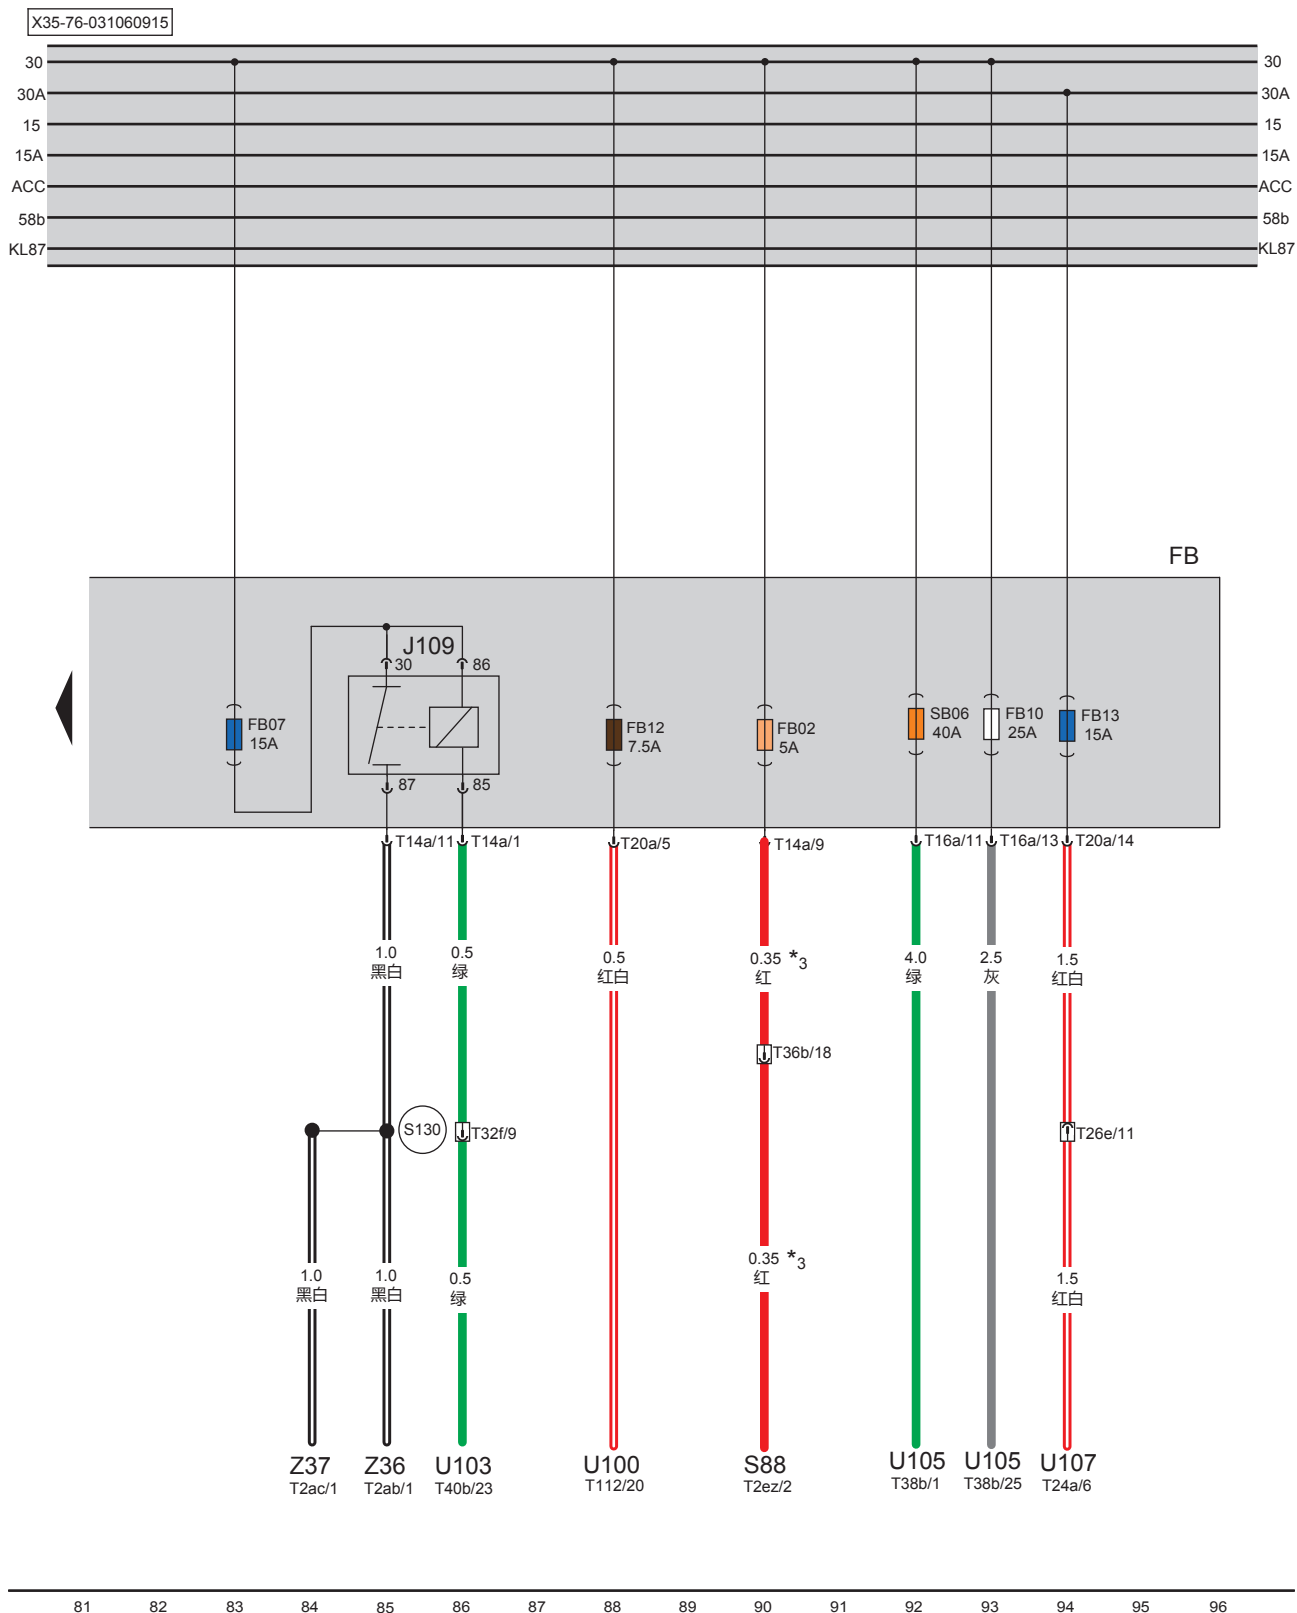 X35-76-031060915
30 30
30A 30A
15 15
15A 15A
ACC ACC
58b 58b
KL87 KL87
FB
J109
30 86
FB07
15A
FB12
7.5A
FB02
5A
SB06
40A
FB10
25A
FB13
15A
87 85
T14a/11 T14a/1 T20a/5 T14a/9 T16a/11 T16a/13 T20a/14
1.0
黑白
0.5
绿
0.5
红白
0.35 *3
红
4.0
绿
2.5
灰
1.5
红白
T36b/18
S130
T32f/9
T26e/11
1.0
黑白
1.0
黑白
0.5
绿
0.35 *3
红
1.5
红白
Z37
T2ac/1
Z36
T2ab/1
U103
T40b/23
U100
T112/20
S88
T2ez/2
U105
T38b/1
U105
T38b/25
U107
T24a/6
81 82 83 84 85 86 87 88 89 90 91 92 93 94 95 96